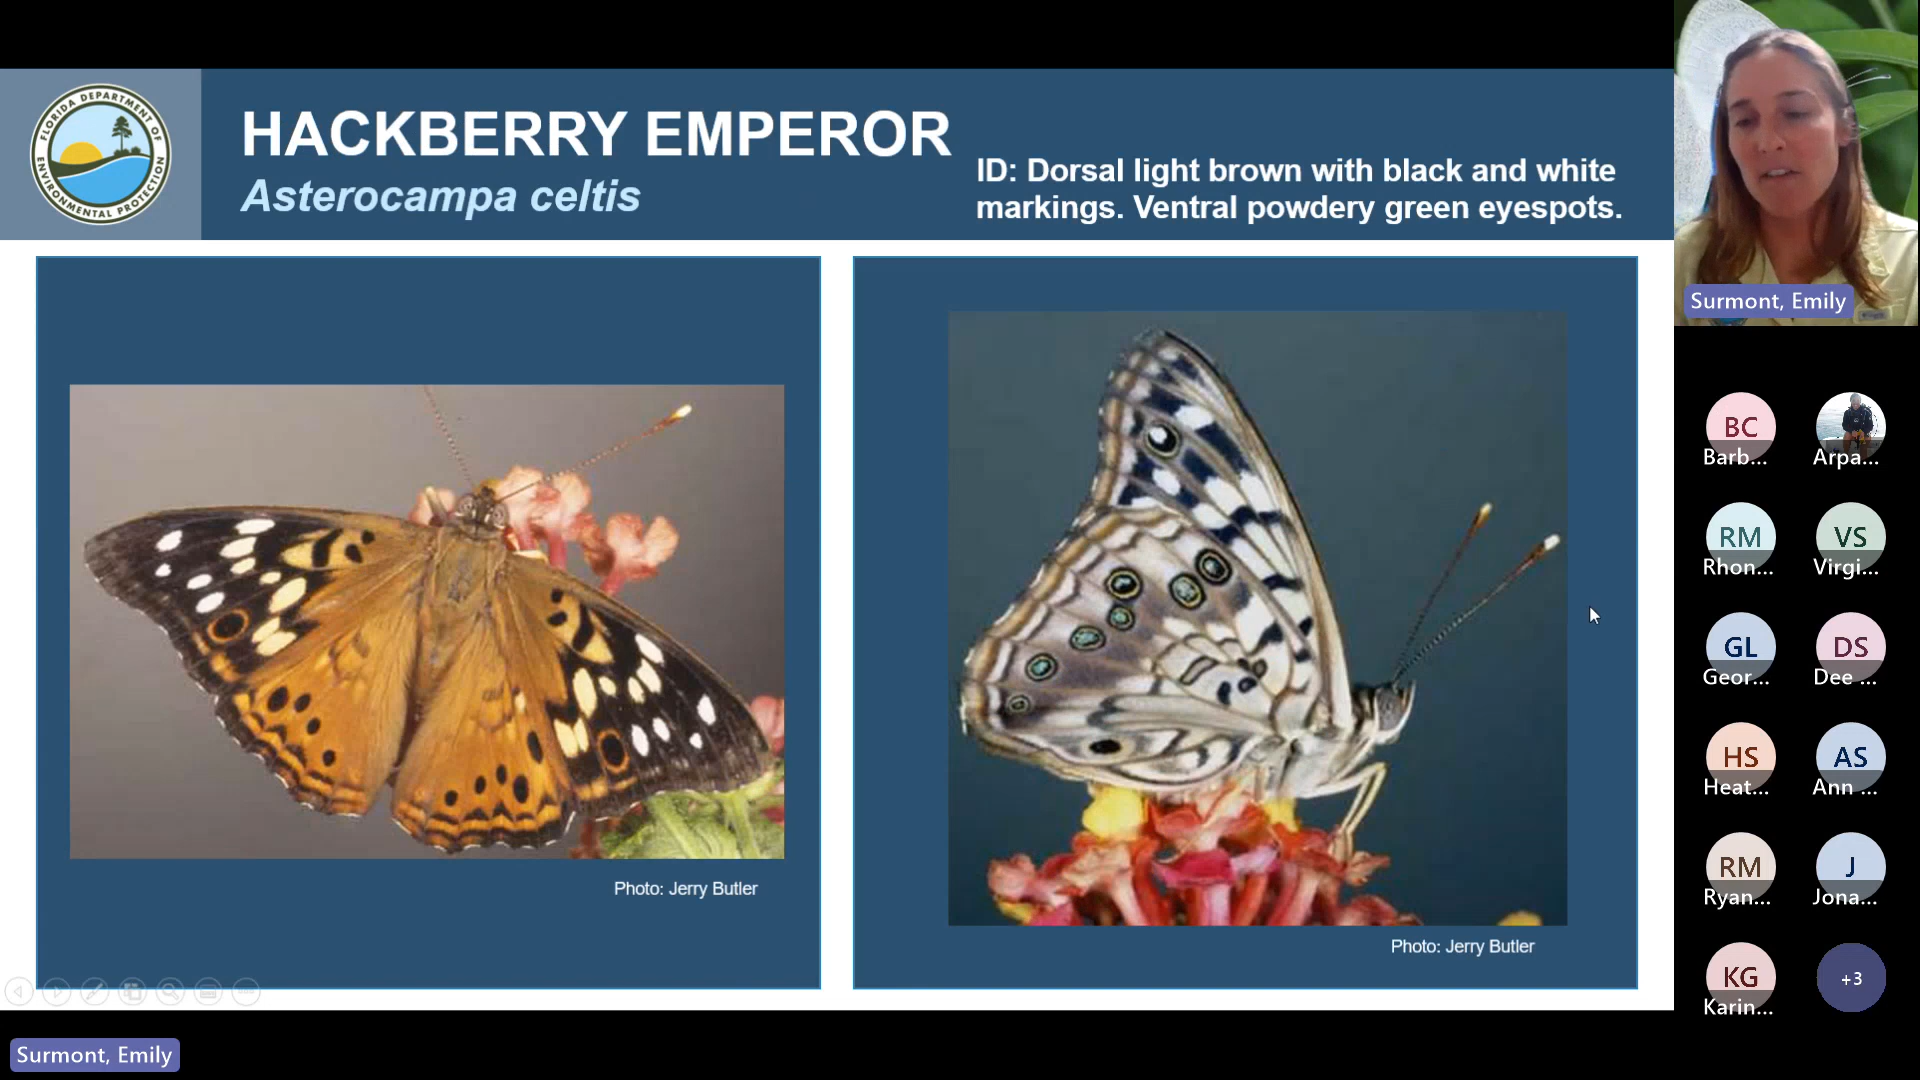 FLORIDA DEPARTMENT OF
ENVIRONMENTAL PROTECTION
HACKBERRY EMPEROR
Asterocampa celtis
ID: Dorsal light brown with black and white
markings. Ventral powdery green eyespots.
Photo: Jerry Butler
Photo: Jerry Butler
Surmont, Emily
BC
Barb...
Arpa...
RM
Rhon...
VS
Virgi...
GL
Geor...
DS
Dee ...
HS
Heat...
AS
Ann ...
RM
Ryan...
J
Jona...
KG
Karin...
+3
Surmont, Emily